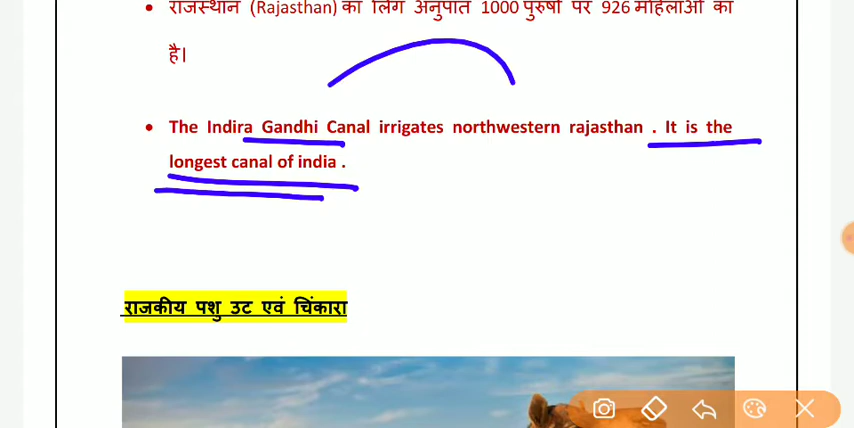 राजस्थान (Rajasthan) का लिंग अनुपात 1000 पुरुषों पर 926 महिलाओं का
है।
The Indira Gandhi Canal irrigates northwestern rajasthan . It is the
longest canal of india .
राजकीय पशु उट एवं चिंकारा